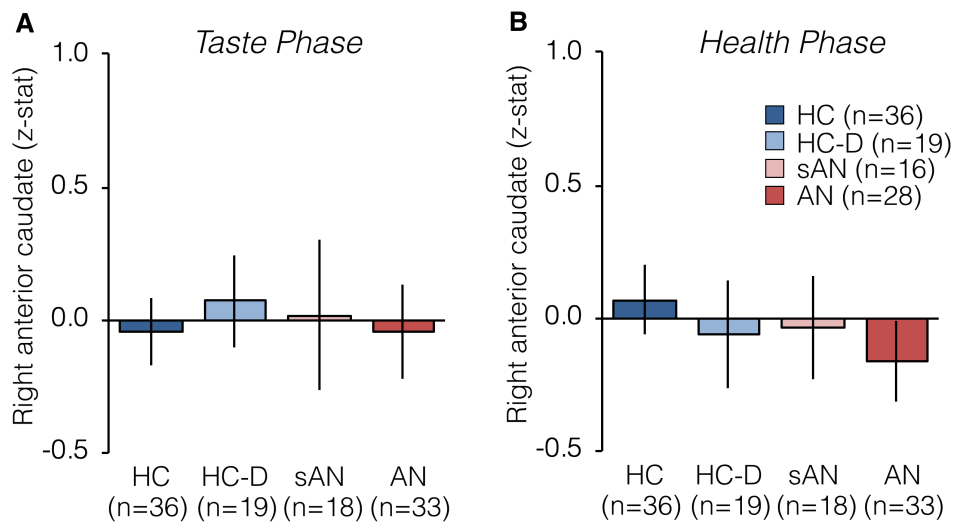 A
Taste Phase
Right anterior caudate (z-stat)
1.0
0.5
0.0
-0.5
HC
(n=36)
HC-D
(n=19)
sAN
(n=18)
AN
(n=33)
B
Health Phase
Right anterior caudate (z-stat)
1.0
0.5
0.0
-0.5
HC (n=36)
HC-D (n=19)
sAN (n=16)
AN (n=28)
HC
(n=36)
HC-D
(n=19)
sAN
(n=18)
AN
(n=33)